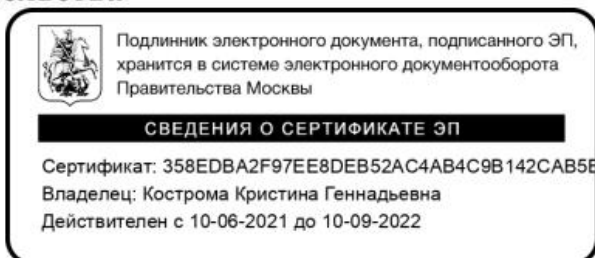 Подлинник электронного документа, подписанного ЭП,
хранится в системе электронного документооборота
Правительства Москвы
СВЕДЕНИЯ О СЕРТИФИКАТЕ ЭП
Сертификат: 358EDBA2F97EE8DEB52AC4AB4C9B142CAB5E
Владелец: Кострома Кристина Геннадьевна
Действителен с 10-06-2021 до 10-09-2022